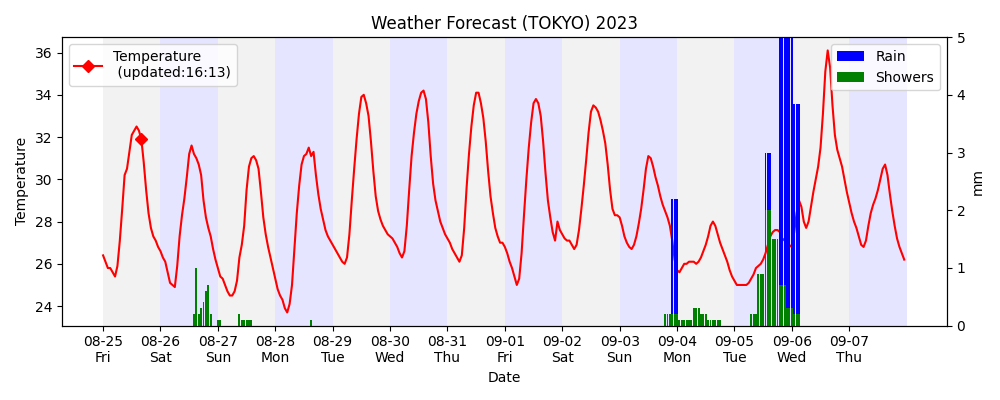 Weather Forecast (TOKYO) 2023
Temperature
(updated:16:13)
Rain
Showers
Temperature
36
34
32
30
28
26
24
5
4
3
2
1
0
mm
08-25 08-26 08-27 08-28 08-29 08-30 08-31 09-01 09-02 09-03 09-04 09-05 09-06 09-07
Fri Sat Sun Mon Tue Wed Thu Fri Sat Sun Mon Tue Wed Thu
Date